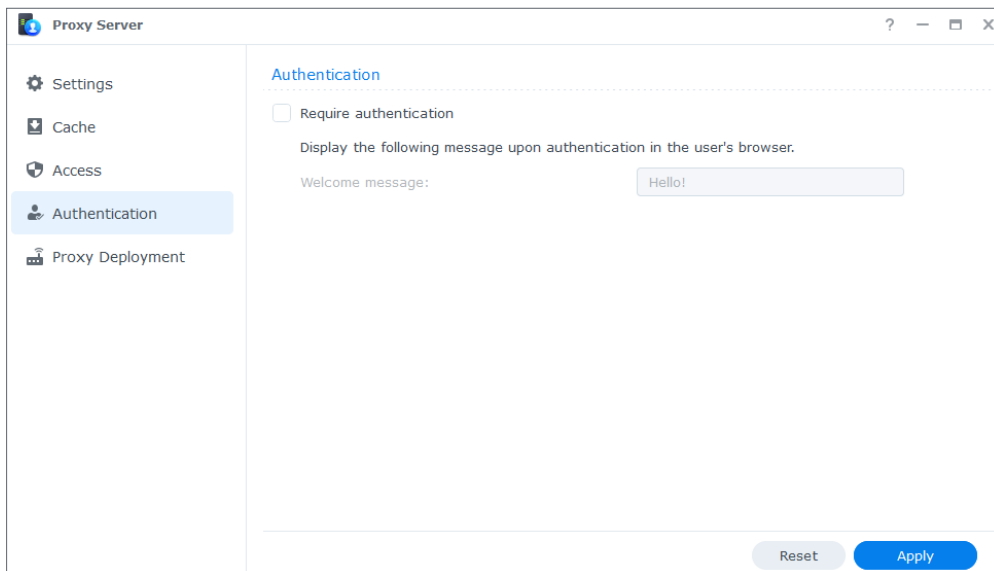 Proxy Server
Settings
Cache
Access
Authentication
Proxy Deployment
Authentication
Require authentication
Display the following message upon authentication in the user's browser.
Welcome message: Hello!
Reset Apply